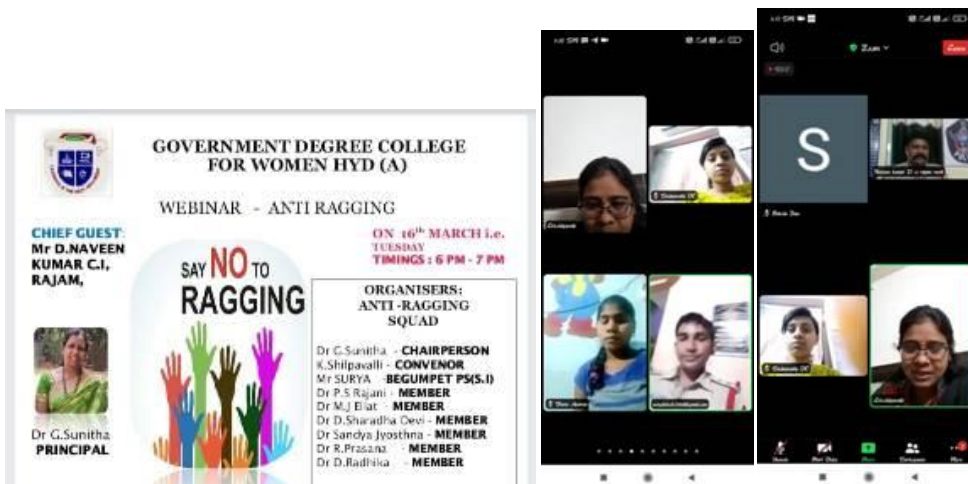 GOVERNMENT DEGREE COLLEGE
FOR WOMEN HYD (A)
WEBINAR - ANTI RAGGING
CHIEF GUEST:
Mr D.NAVEEN
KUMAR C.I,
RAJAM,
ON 16th MARCH i.e.
TUESDAY
TIMINGS : 6 PM - 7 PM
SAY NO TO
RAGGING
ORGANISERS:
ANTI -RAGGING
SQUAD
Dr G.Sunitha - CHAIRPERSON
K.Shilpavalli - CONVENOR
Mr SURYA -BEGUMPET PS(S.I)
Dr P.S Rajani - MEMBER
Dr M.J Ellat - MEMBER
Dr D.Sharadha Devi - MEMBER
Dr Sandya Jyosthna - MEMBER
Dr R.Prasana - MEMBER
Dr D.Radhika - MEMBER
Dr G.Sunitha
PRINCIPAL
Zoom
Leave
S